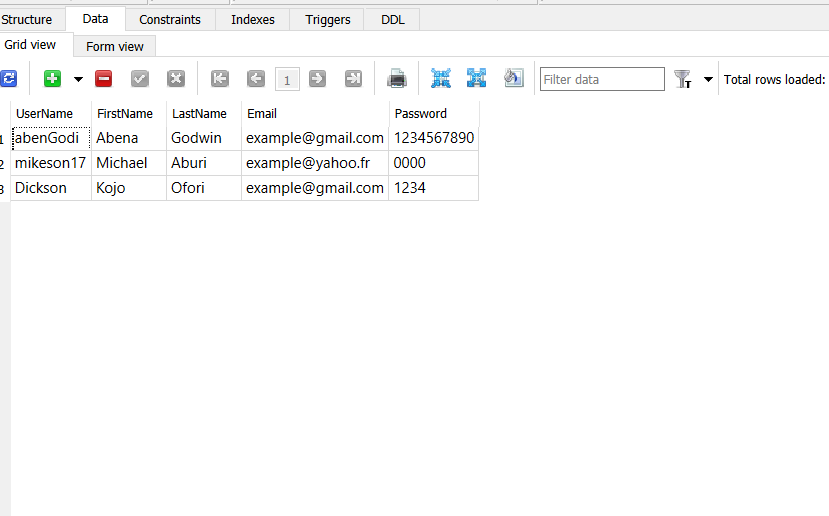 Structure Data Constraints Indexes Triggers DDL
Grid view Form view
1 Filter data T Total rows loaded:
UserName FirstName LastName Email Password
1 abenGodi Abena Godwin example@gmail.com 1234567890
2 mikeson17 Michael Aburi example@yahoo.fr 0000
3 Dickson Kojo Ofori example@gmail.com 1234